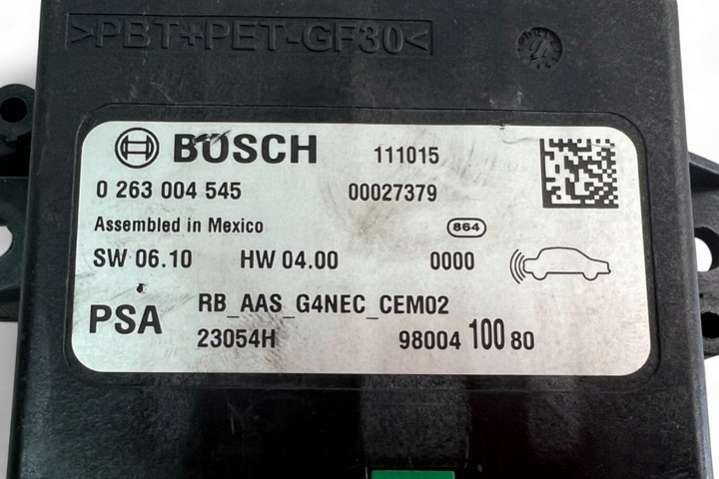 >PBT+PET-GF30<
BOSCH 111015
0 263 004 545 00027379
Assembled in Mexico 864
SW 06.10 HW 04.00 0000
PSA RB_AAS_G4NEC_CEM02
23054H 98004 100 80